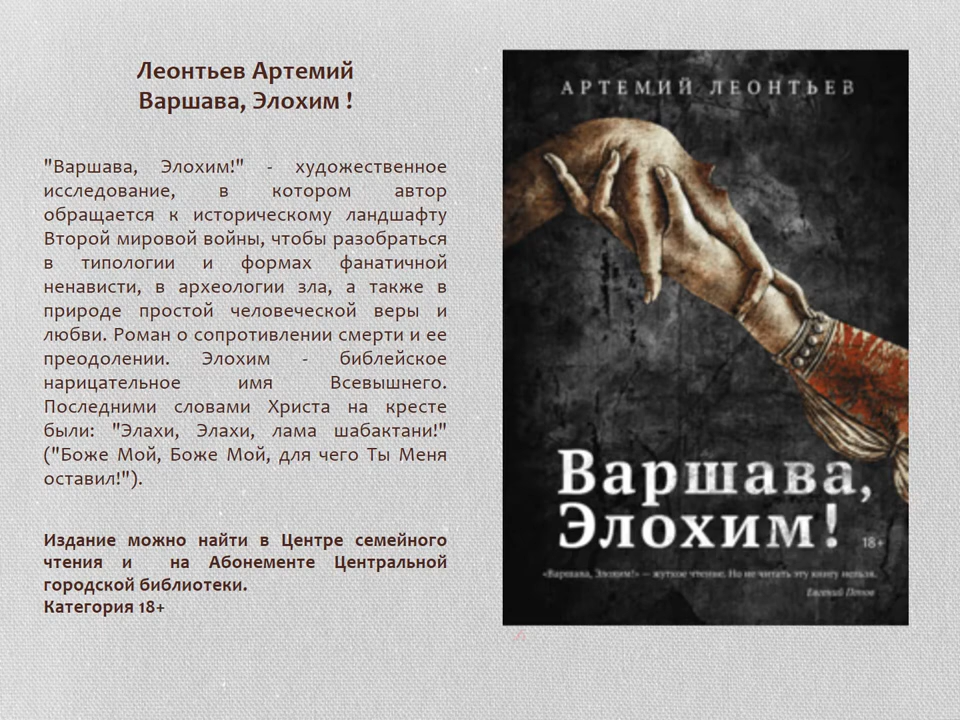 Леонтьев Артемий
Варшава, Элохим !
"Варшава, Элохим!" - художественное
исследование, в котором автор
обращается к историческому ландшафту
Второй мировой войны, чтобы разобраться
в типологии и формах фанатичной
ненависти, в археологии зла, а также в
природе простой человеческой веры и
любви. Роман о сопротивлении смерти и ее
преодолении. Элохим - библейское
нарицательное имя Всевышнего.
Последними словами Христа на кресте
были: "Элахи, Элахи, лама шабактани!"
("Боже Мой, Боже Мой, для чего Ты Меня
оставил!").
Издание можно найти в Центре семейного
чтения и на Абонементе Центральной
городской библиотеки.
Категория 18+
АРТЕМИЙ ЛЕОНТЬЕВ
Варшава,
Элохим!
18+
«Варшава, Элохим!» — жуткое чтение. Но не читать эту книгу нельзя.
Евгений Попов